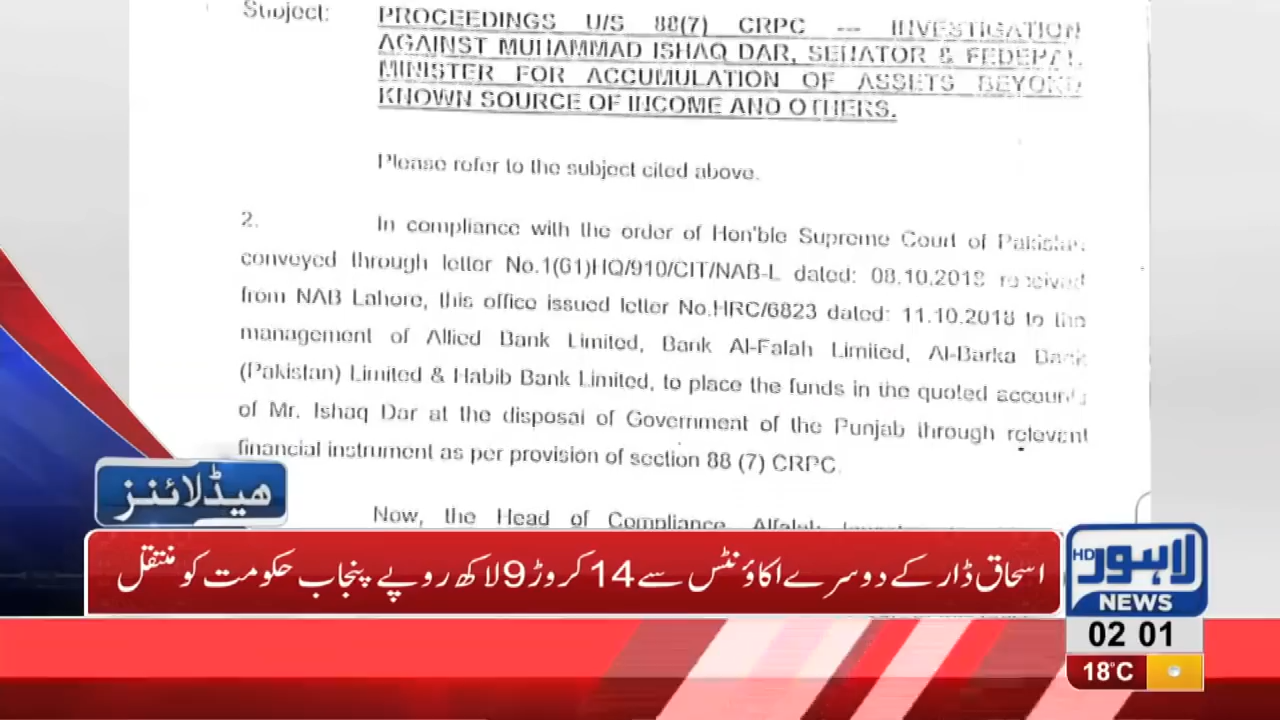 Subject: PROCEEDINGS U/S 88(7) CRPC --- INVESTIGATION
AGAINST MUHAMMAD ISHAQ DAR, SENATOR & FEDERAL
MINISTER FOR ACCUMULATION OF ASSETS BEYOND
KNOWN SOURCE OF INCOME AND OTHERS.
Please refer to the subject cited above.
2. In compliance with the order of Hon'ble Supreme Court of Pakistan
conveyed through letter No.1(61)HQ/910/CIT/NAB-L dated: 08.10.2018 received
from NAB Lahore, this office issued letter No.HRC/6823 dated: 11.10.2018 to the
management of Allied Bank Limited, Bank Al-Falah Limited, Al-Barka Bank
(Pakistan) Limited & Habib Bank Limited, to place the funds in the quoted accounts
of Mr. Ishaq Dar at the disposal of Government of the Punjab through relevant
financial instrument as per provision of section 88 (7) CRPC.
Now, the Head of Compliance, Alfalah
ہیڈلائنز
اسحاق ڈار کے دوسرے اکاؤنٹس سے 14 کروڑ 9 لاکھ روپے پنجاب حکومت کو منتقل
لاہور HD
NEWS
02 01
18°C